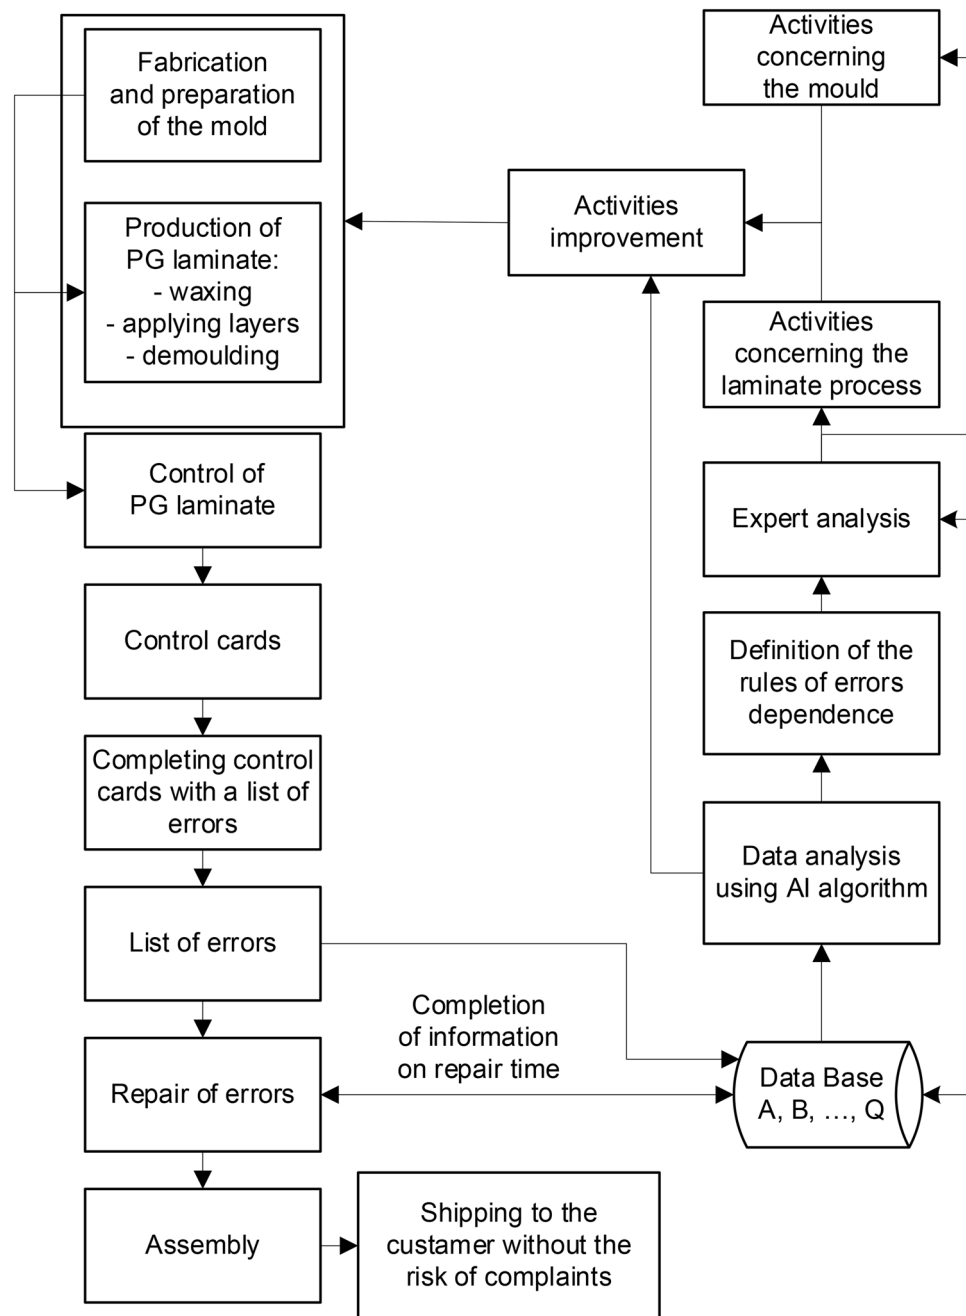 Fabrication
and preparation
of the mold
Production of
PG laminate:
- waxing
- applying layers
- demoulding
Control of
PG laminate
Control cards
Completing control
cards with a list of
errors
List of errors
Repair of errors
Assembly
Shipping to the
custamer without the
risk of complaints
Completion
of information
on repair time
Activities
improvement
Activities
concerning
the mould
Activities
concerning the
laminate process
Expert analysis
Definition of the
rules of errors
dependence
Data analysis
using AI algorithm
Data Base
A, B, …, Q